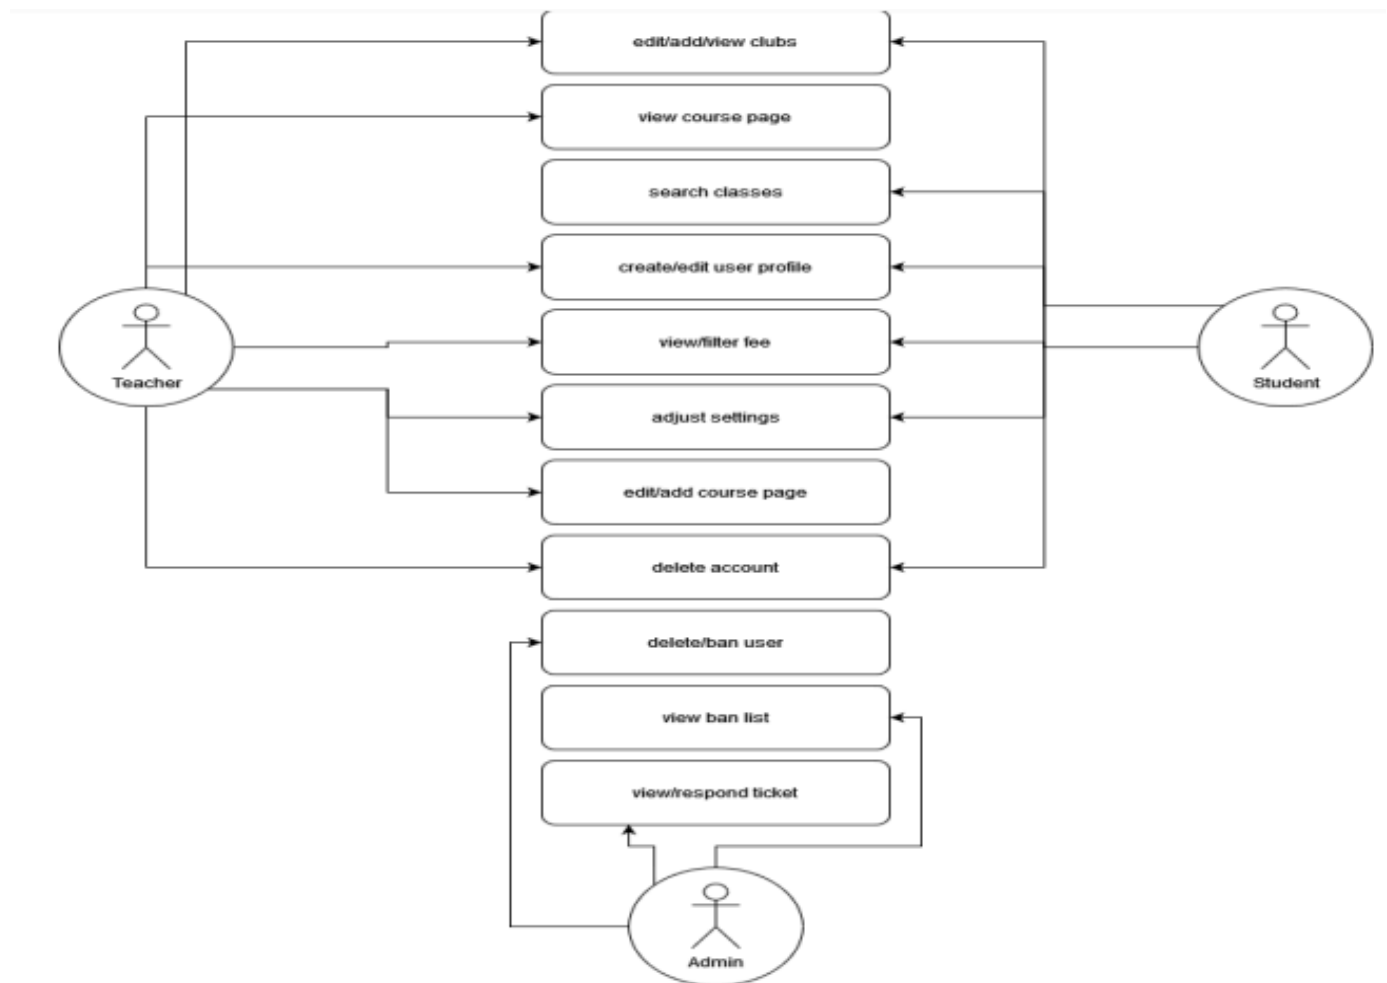 edit/add/view clubs
view course page
search classes
create/edit user profile
view/filter fee
Teacher
Student
adjust settings
edit/add course page
delete account
delete/ban user
view ban list
view/respond ticket
Admin